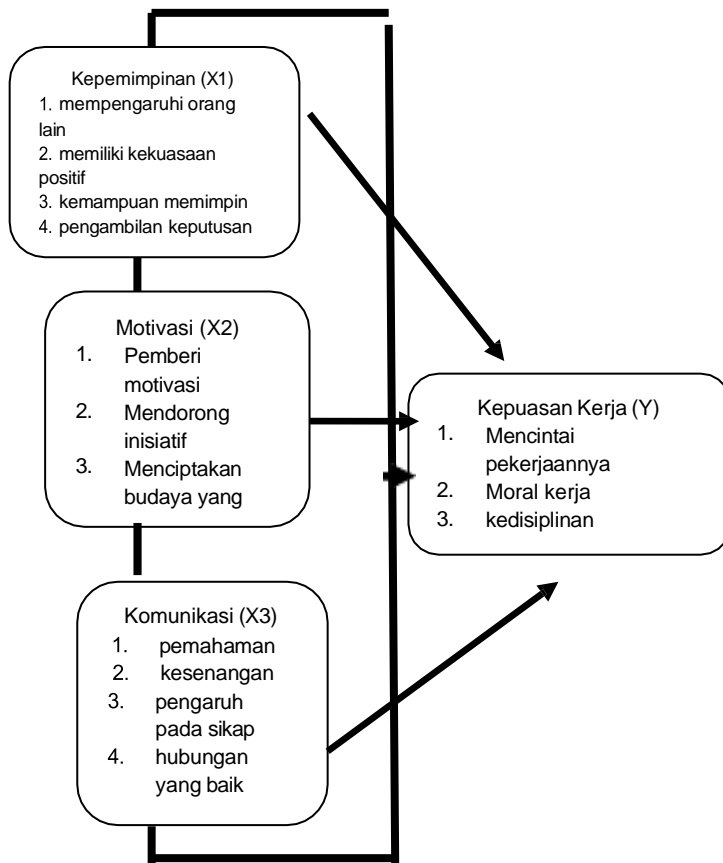 Kepemimpinan (X1)
1. mempengaruhi orang
lain
2. memiliki kekuasaan
positif
3. kemampuan memimpin
4. pengambilan keputusan
Motivasi (X2)
1. Pemberi
motivasi
2. Mendorong
inisiatif
3. Menciptakan
budaya yang
Kepuasan Kerja (Y)
1. Mencintai
pekerjaannya
2. Moral kerja
3. kedisiplinan
Komunikasi (X3)
1. pemahaman
2. kesenangan
3. pengaruh
pada sikap
4. hubungan
yang baik